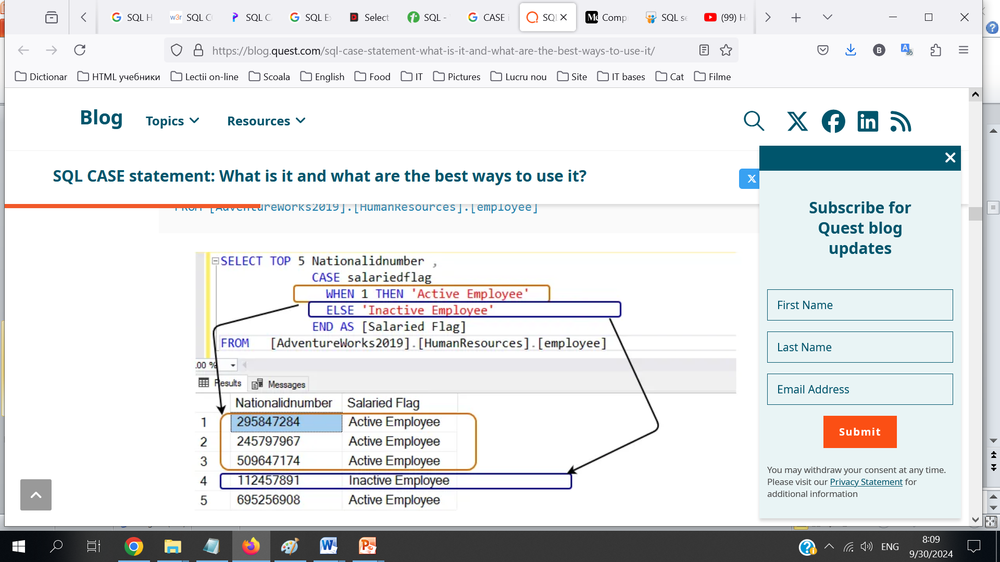 SQL H
w3r SQL C
SQL C
SQL E
Select
SQL -
CASE i
SQL
Me Comp
SQL se
(99) H
https://blog.quest.com/sql-case-statement-what-is-it-and-what-are-the-best-ways-to-use-it/
B
Dictionar HTML учебники Lectii on-line Scoala English Food IT Pictures Lucru nou Site IT bases Cat Filme
Blog Topics Resources
SQL CASE statement: What is it and what are the best ways to use it?
FROM [AdventureWorks2019].[HumanResources].[employee]
SELECT TOP 5 Nationalidnumber ,
CASE salariedflag
WHEN 1 THEN 'Active Employee'
ELSE 'Inactive Employee'
END AS [Salaried Flag]
FROM [AdventureWorks2019].[HumanResources].[employee]
.00 %
Results Messages
Nationalidnumber Salaried Flag
1 295847284 Active Employee
2 245797967 Active Employee
3 509647174 Active Employee
4 112457891 Inactive Employee
5 695256908 Active Employee
Subscribe for
Quest blog
updates
First Name
Last Name
Email Address
Submit
You may withdraw your consent at any time.
Please visit our Privacy Statement for
additional information
ENG
8:09
9/30/2024